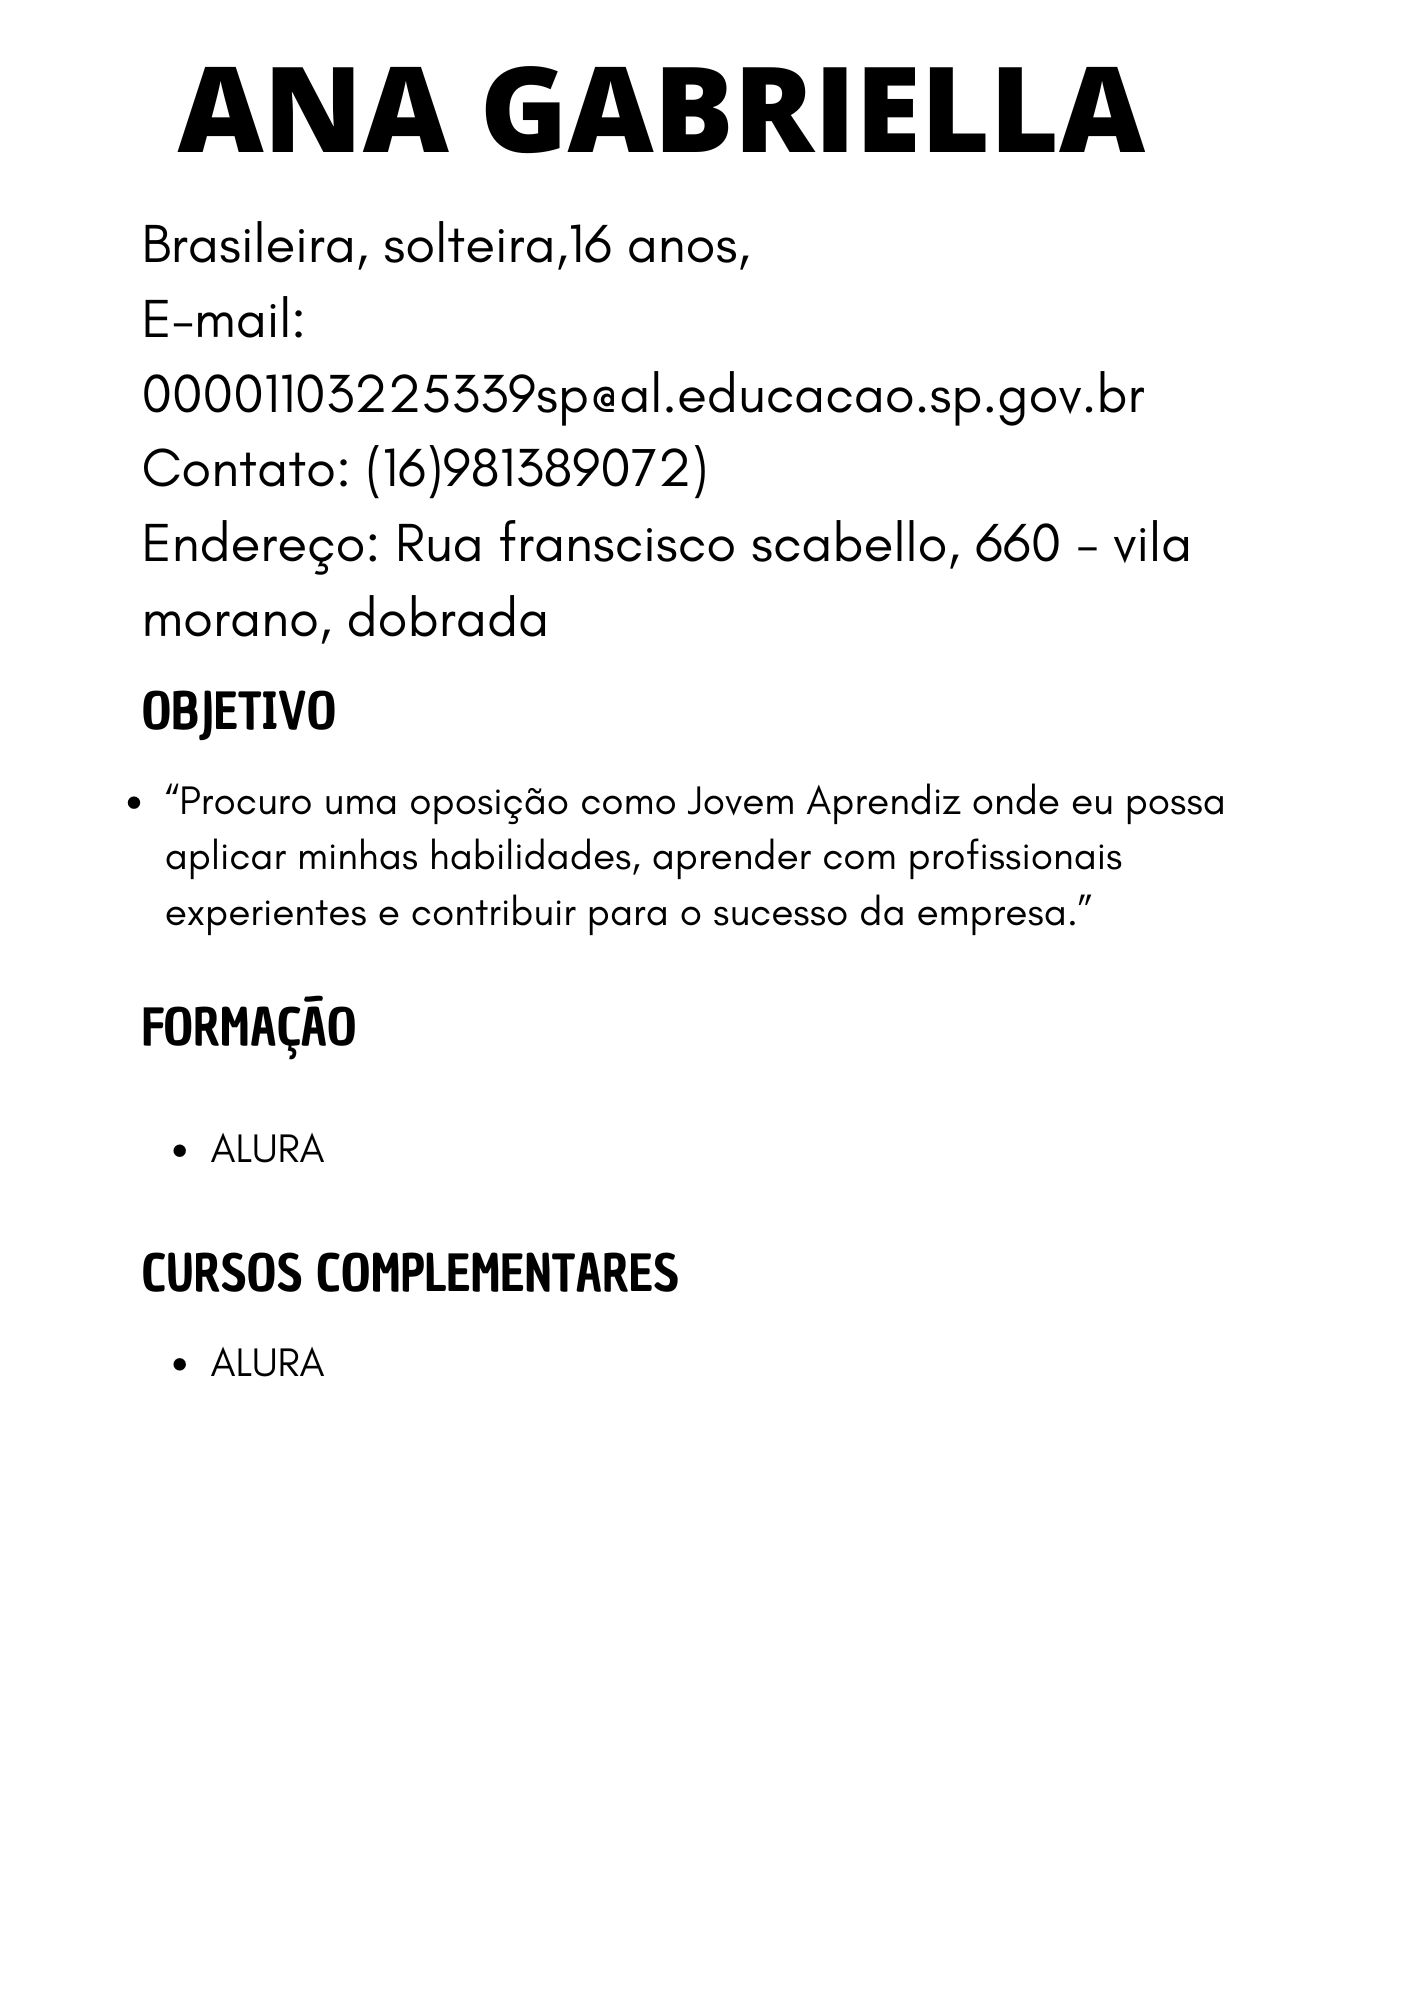 ANA GABRIELLA
Brasileira, solteira,16 anos,
E-mail:
00001103225339sp@al.educacao.sp.gov.br
Contato: (16)981389072)
Endereço: Rua franscisco scabello, 660 - vila
morano, dobrada
OBJETIVO
• “Procuro uma oposição como Jovem Aprendiz onde eu possa
aplicar minhas habilidades, aprender com profissionais
experientes e contribuir para o sucesso da empresa.”
FORMAÇÃO
• ALURA
CURSOS COMPLEMENTARES
• ALURA